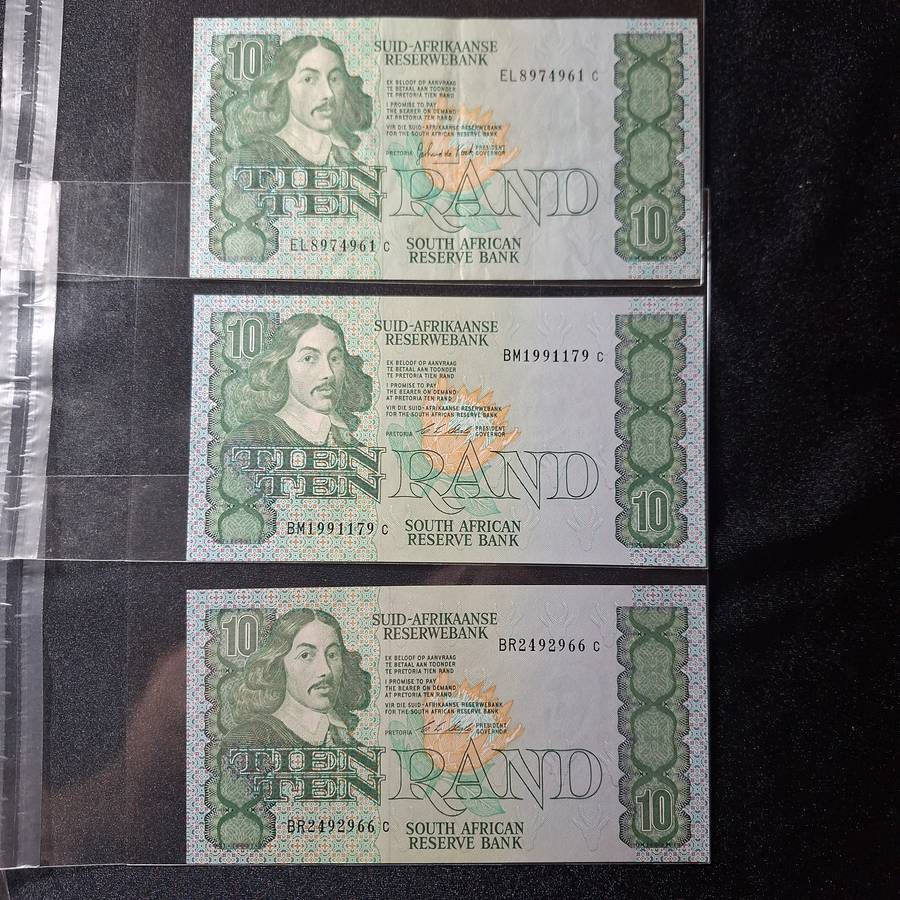 10
SUID-AFRIKAANSE
RESERWEBANK
EL8974961 C
EK BELOOF OP AANVRAAG
TE BETAAL AAN TOONDER
TE PRETORIA TIEN RAND
I PROMISE TO PAY
THE BEARER ON DEMAND
AT PRETORIA TEN RAND
VIR DIE SUID-AFRIKAANSE RESERWEBANK
FOR THE SOUTH AFRICAN RESERVE BANK
PRETORIA PRESIDENT
GOVERNOR
TIEN
TEN RAND
10
EL8974961 C
SOUTH AFRICAN
RESERVE BANK
10
SUID-AFRIKAANSE
RESERWEBANK
BM1991179 C
EK BELOOF OP AANVRAAG
TE BETAAL AAN TOONDER
TE PRETORIA TIEN RAND
I PROMISE TO PAY
THE BEARER ON DEMAND
AT PRETORIA TEN RAND
VIR DIE SUID-AFRIKAANSE RESERWEBANK
FOR THE SOUTH AFRICAN RESERVE BANK
PRETORIA PRESIDENT
GOVERNOR
TIEN
TEN RAND
10
BM1991179 C
SOUTH AFRICAN
RESERVE BANK
10
SUID-AFRIKAANSE
RESERWEBANK
BR2492966 C
EK BELOOF OP AANVRAAG
TE BETAAL AAN TOONDER
TE PRETORIA TIEN RAND
I PROMISE TO PAY
THE BEARER ON DEMAND
AT PRETORIA TEN RAND
VIR DIE SUID-AFRIKAANSE RESERWEBANK
FOR THE SOUTH AFRICAN RESERVE BANK
PRETORIA PRESIDENT
GOVERNOR
TIEN
TEN RAND
10
BR2492966 C
SOUTH AFRICAN
RESERVE BANK